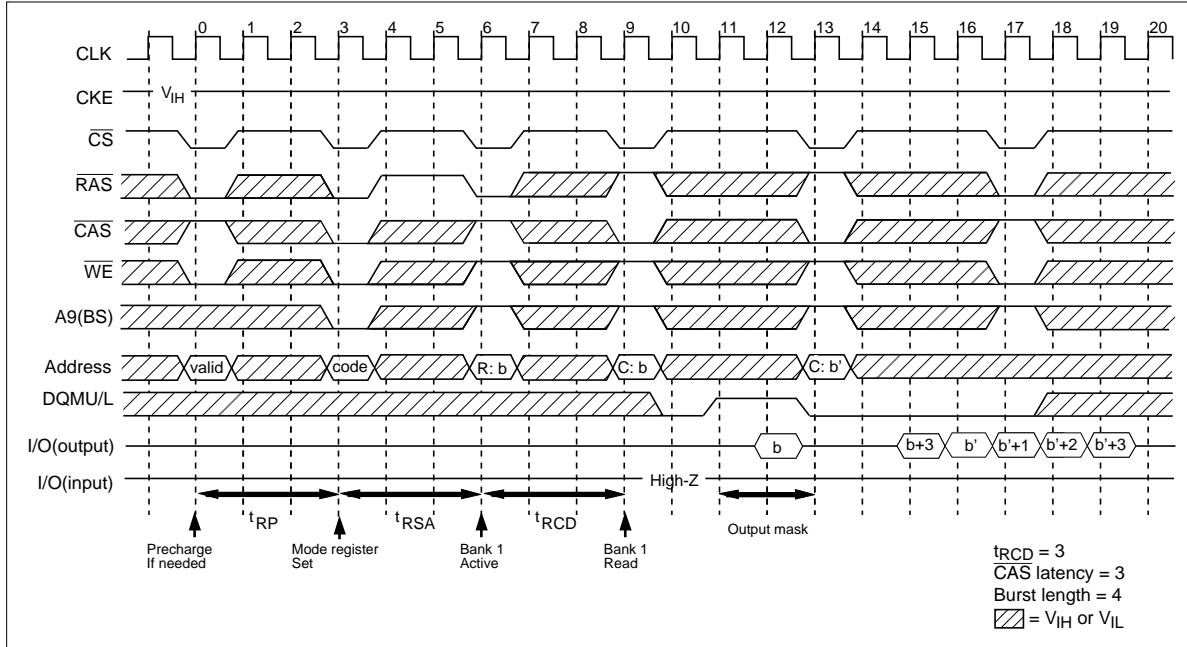 0 1 2 3 4 5 6 7 8 9 10 11 12 13 14 15 16 17 18 19 20
CLK
CKE VIH
CS
RAS
CAS
WE
A9(BS)
Address valid code R: b C: b C: b'
DQMU/L
I/O(output) b b+3 b' b'+1 b'+2 b'+3
I/O(input) High-Z
tRP tRSA tRCD Output mask
Precharge If needed
Mode register Set
Bank 1 Active
Bank 1 Read
tRCD = 3
CAS latency = 3
Burst length = 4
= VIH or VIL